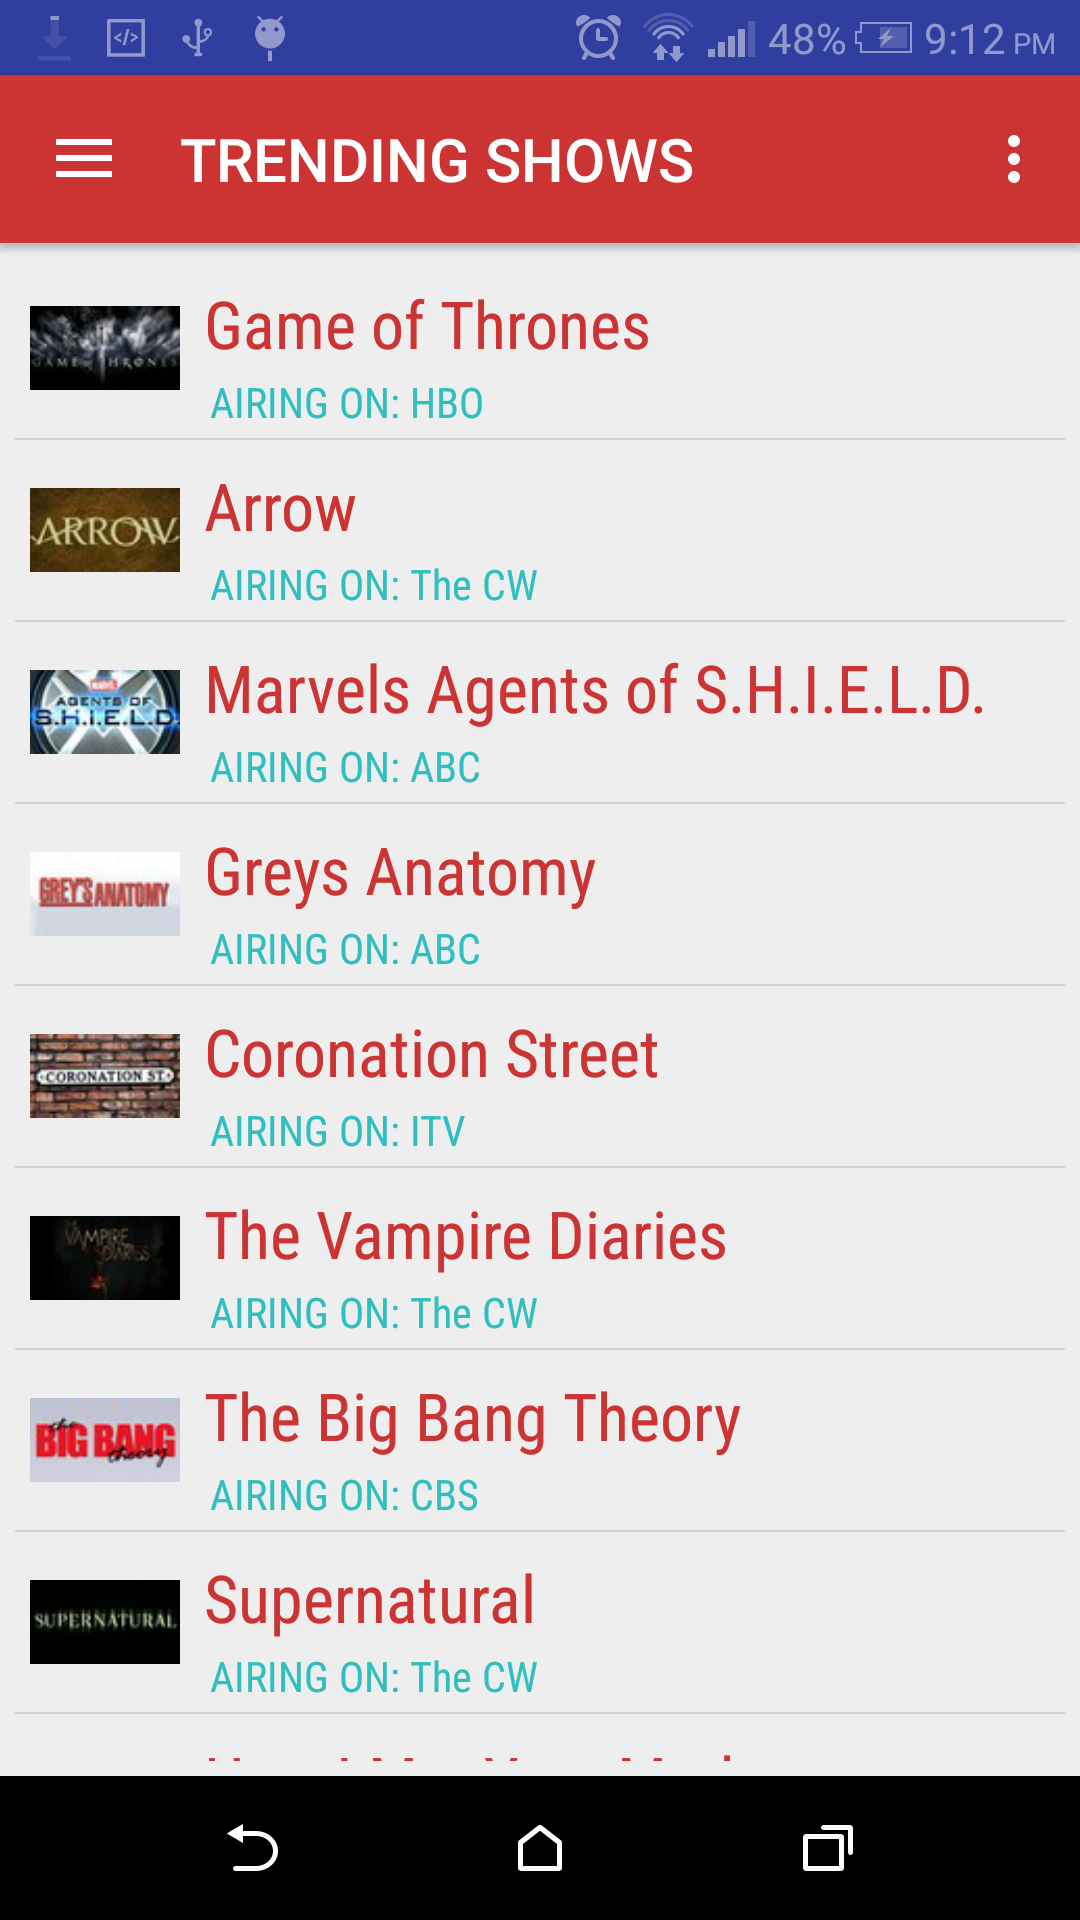 48% 9:12 PM
TRENDING SHOWS
GAME of THRONES
Game of Thrones
AIRING ON: HBO
ARROW
Arrow
AIRING ON: The CW
MARVEL
AGENTS OF
S.H.I.E.L.D.
Marvels Agents of S.H.I.E.L.D.
AIRING ON: ABC
GREY'S ANATOMY
Greys Anatomy
AIRING ON: ABC
CORONATION ST.
Coronation Street
AIRING ON: ITV
THE
VAMPIRE
DIARIES
The Vampire Diaries
AIRING ON: The CW
the
BIG BANG
theory
The Big Bang Theory
AIRING ON: CBS
SUPERNATURAL
Supernatural
AIRING ON: The CW